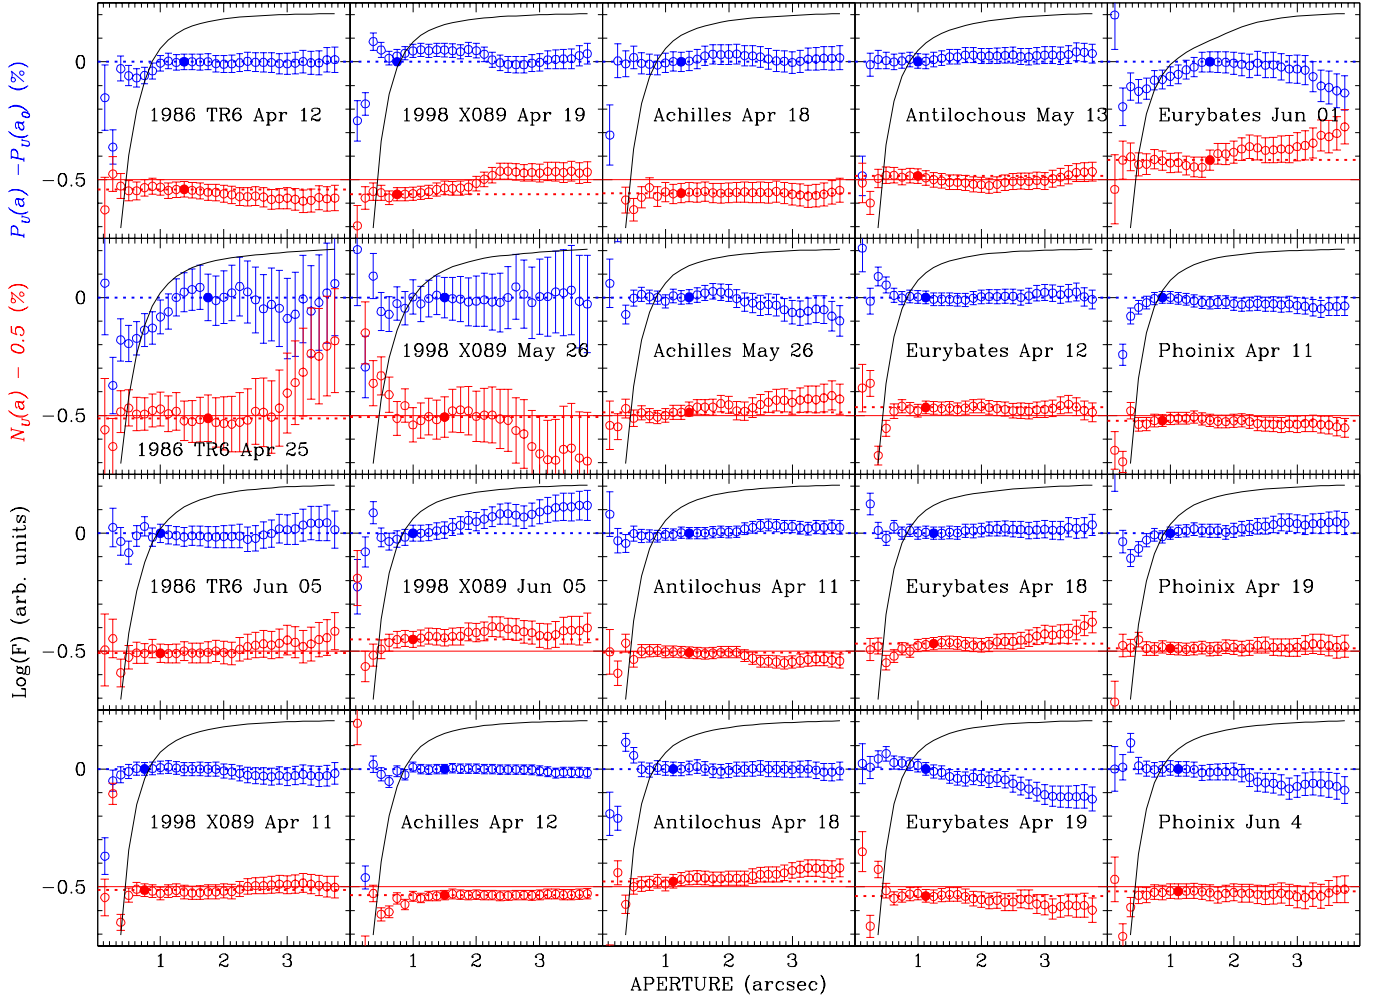 P_U(a) -P_U(a_0) (%)
N_U(a) - 0.5 (%)
Log(F) (arb. units)
0
-0.5
1986 TR6 Apr 12
1998 X089 Apr 19
Achilles Apr 18
Antilochous May 13
Eurybates Jun 01
0
-0.5
1986 TR6 Apr 25
1998 X089 May 26
Achilles May 26
Eurybates Apr 12
Phoinix Apr 11
0
-0.5
1986 TR6 Jun 05
1998 X089 Jun 05
Antilochus Apr 11
Eurybates Apr 18
Phoinix Apr 19
0
-0.5
1998 X089 Apr 11
Achilles Apr 12
Antilochus Apr 18
Eurybates Apr 19
Phoinix Jun 4
1 2 3 1 2 3 1 2 3 1 2 3 1 2 3
APERTURE (arcsec)